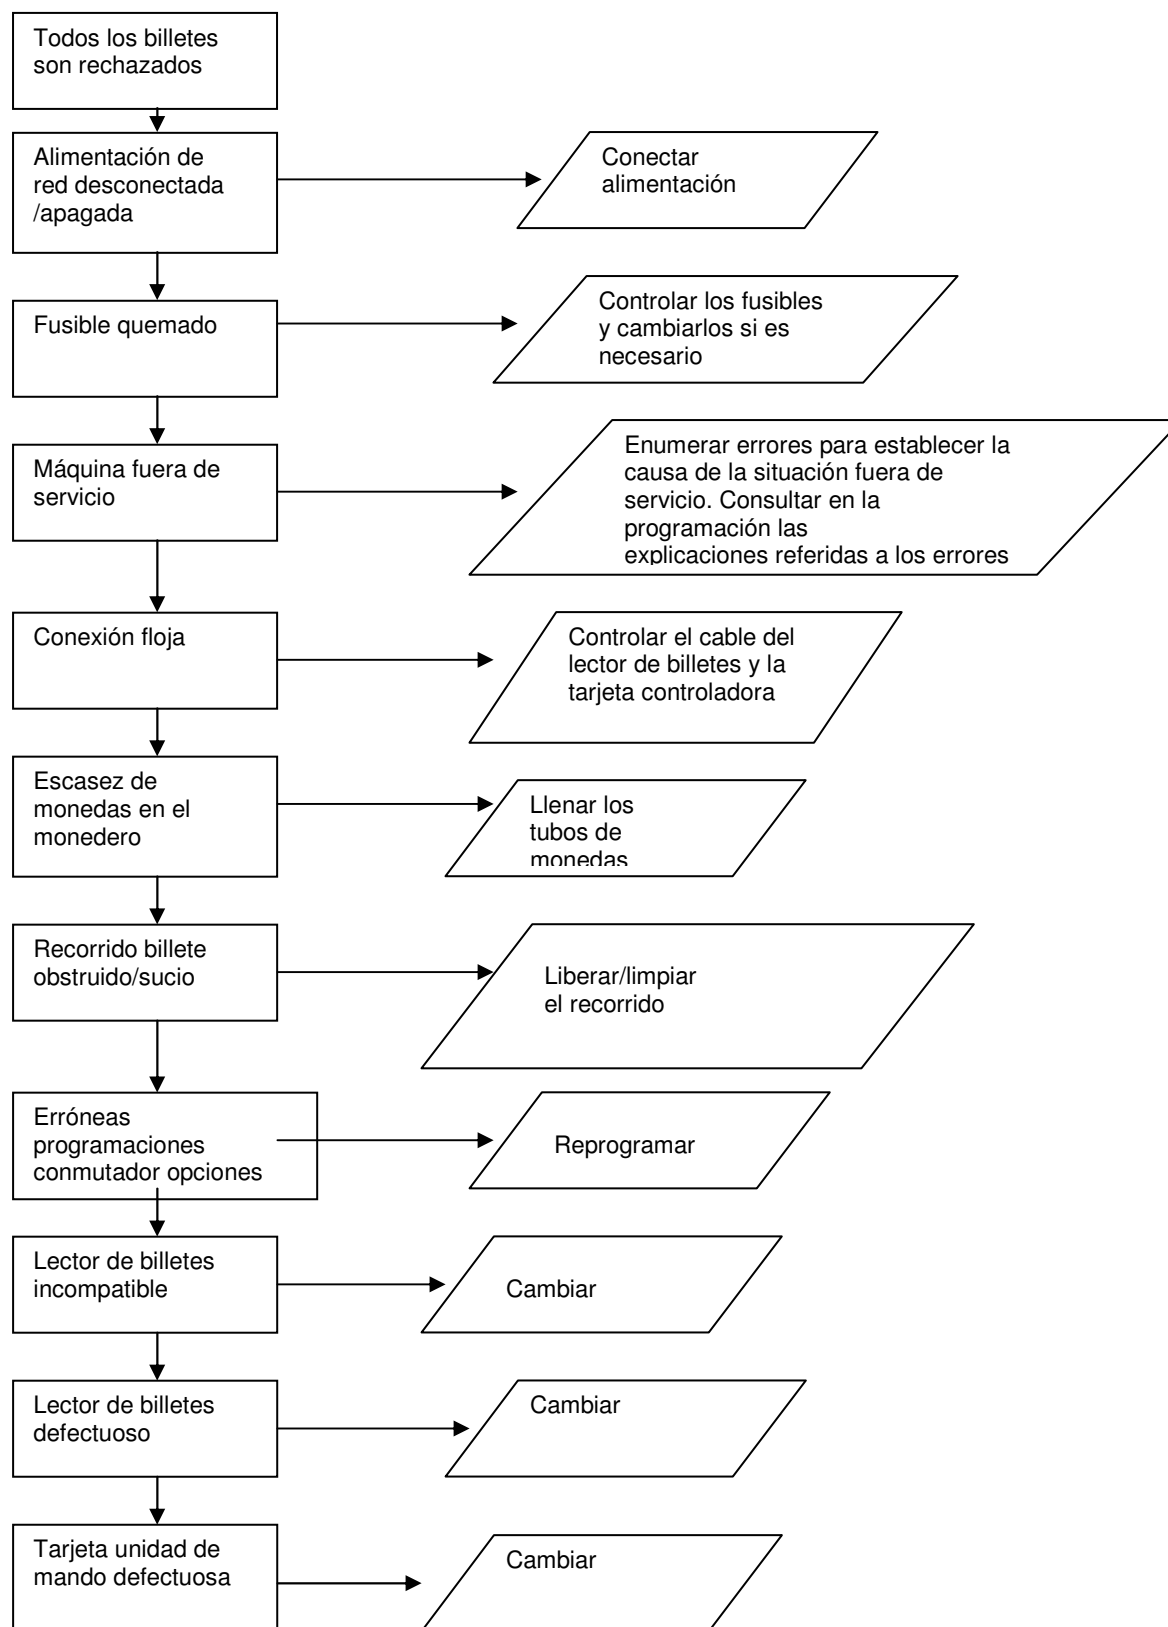 Todos los billetes
son rechazados
Alimentación de
red desconectada
/apagada
Conectar
alimentación
Fusible quemado
Controlar los fusibles
y cambiarlos si es
necesario
Máquina fuera de
servicio
Enumerar errores para establecer la
causa de la situación fuera de
servicio. Consultar en la
programación las
explicaciones referidas a los errores
Conexión floja
Controlar el cable del
lector de billetes y la
tarjeta controladora
Escasez de
monedas en el
monedero
Llenar los
tubos de
monedas
Recorrido billete
obstruido/sucio
Liberar/limpiar
el recorrido
Erróneas
programaciones
conmutador opciones
Reprogramar
Lector de billetes
incompatible
Cambiar
Lector de billetes
defectuoso
Cambiar
Tarjeta unidad de
mando defectuosa
Cambiar